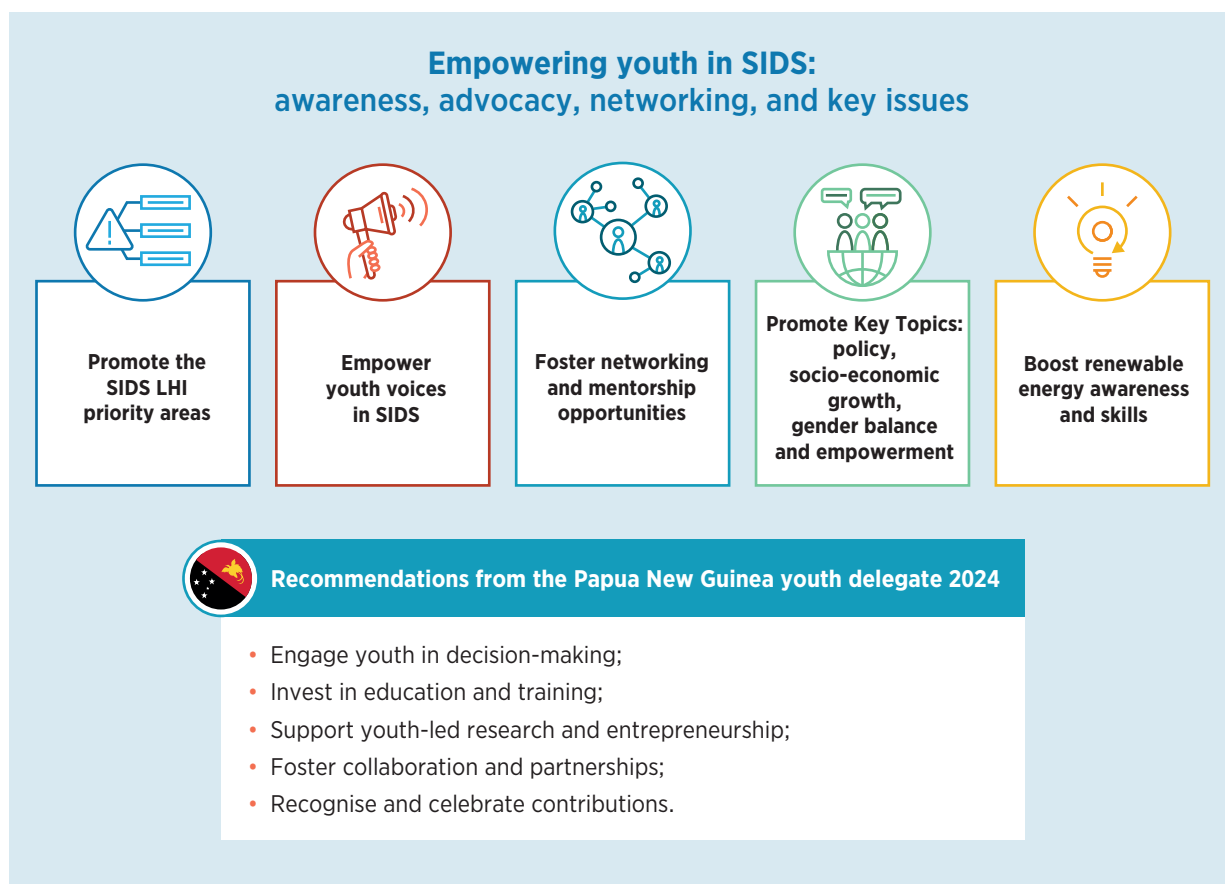 Empowering youth in SIDS:
awareness, advocacy, networking, and key issues
Promote the
SIDS LHI
priority areas
Empower
youth voices
in SIDS
Foster networking
and mentorship
opportunities
Promote Key Topics:
policy,
socio-economic
growth,
gender balance
and empowerment
Boost renewable
energy awareness
and skills
Recommendations from the Papua New Guinea youth delegate 2024
• Engage youth in decision-making;
• Invest in education and training;
• Support youth-led research and entrepreneurship;
• Foster collaboration and partnerships;
• Recognise and celebrate contributions.